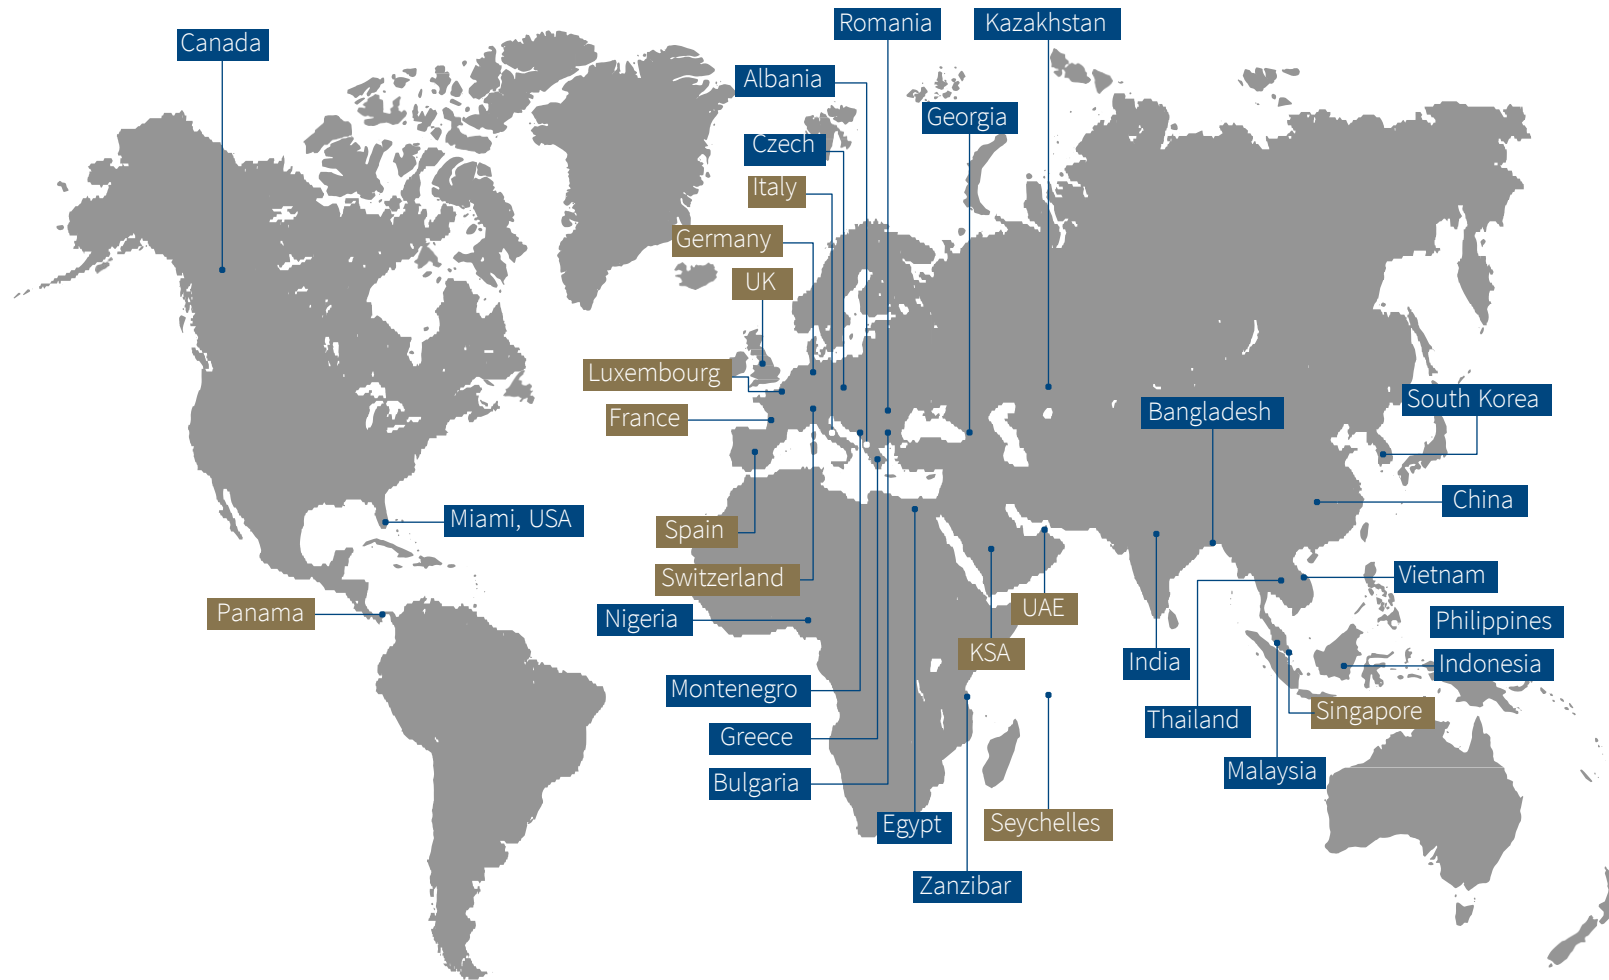 Romania
Kazakhstan
Canada
Albania
Georgia
Czech
Italy
Germany
UK
Luxembourg
France
Bangladesh
South Korea
China
Miami, USA
Spain
Switzerland
Vietnam
Panama
Nigeria
UAE
Philippines
KSA
India
Indonesia
Montenegro
Singapore
Thailand
Greece
Malaysia
Bulgaria
Egypt
Seychelles
Zanzibar